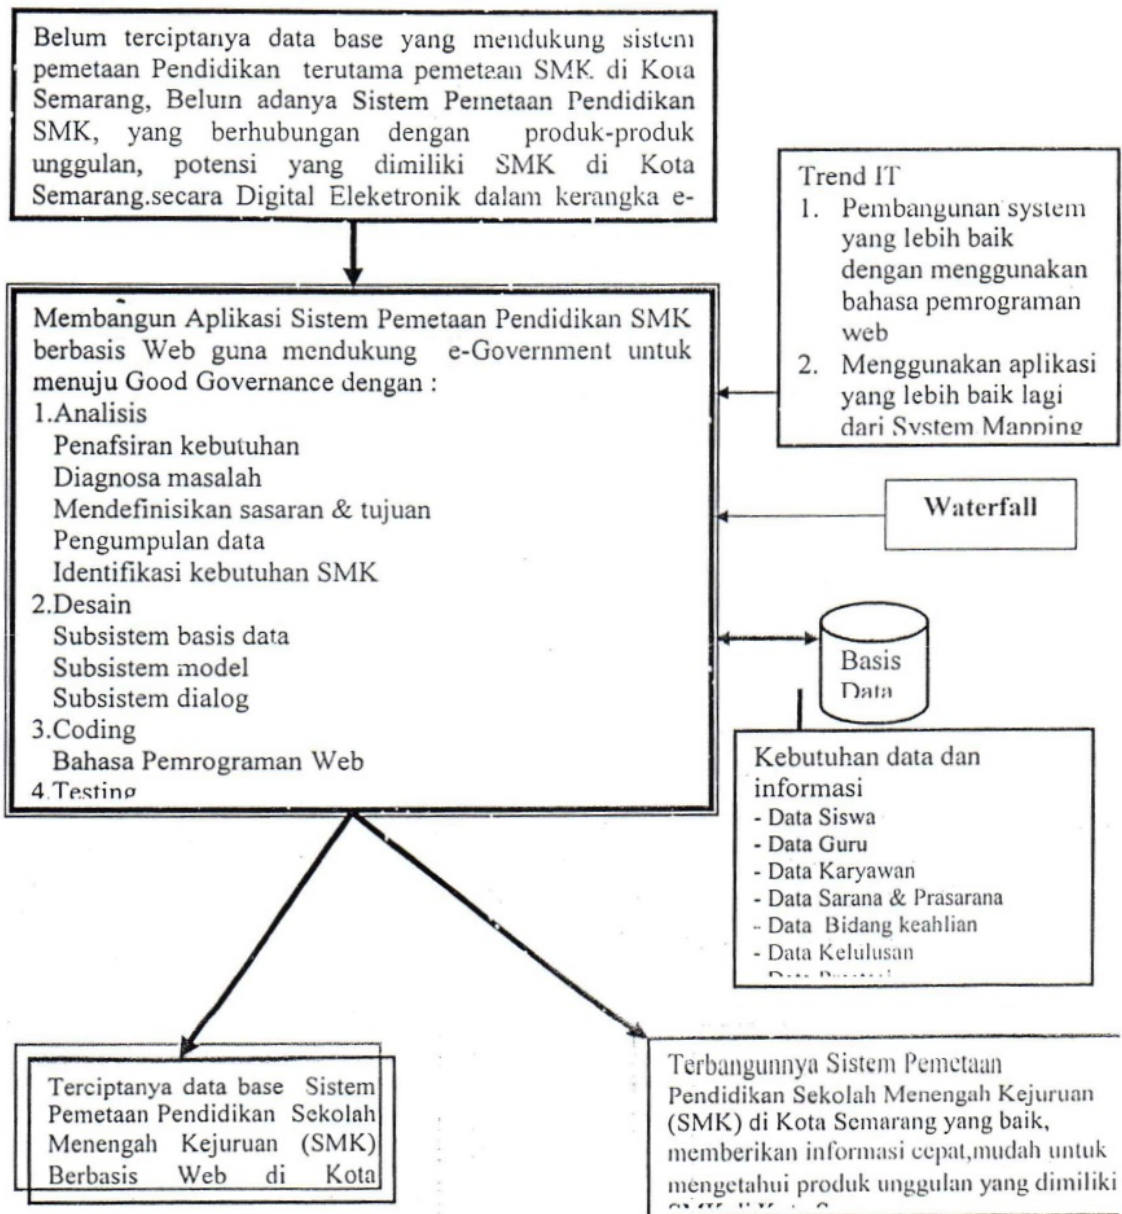 Belum terciptanya data base yang mendukung sistem
pemetaan Pendidikan terutama pemetaan SMK di Kota
Semarang, Belum adanya Sistem Pemetaan Pendidikan
SMK, yang berhubungan dengan produk-produk
unggulan, potensi yang dimiliki SMK di Kota
Semarang.secara Digital Eleketronik dalam kerangka e-
Trend IT
1. Pembangunan system
yang lebih baik
dengan menggunakan
bahasa pemrograman
web
2. Menggunakan aplikasi
yang lebih baik lagi
dari System Mapping
Membangun Aplikasi Sistem Pemetaan Pendidikan SMK
berbasis Web guna mendukung e-Government untuk
menuju Good Governance dengan :
1.Analisis
Penafsiran kebutuhan
Diagnosa masalah
Mendefinisikan sasaran & tujuan
Pengumpulan data
Identifikasi kebutuhan SMK
2.Desain
Subsistem basis data
Subsistem model
Subsistem dialog
3.Coding
Bahasa Pemrograman Web
4.Testing
Waterfall
Basis
Data
Kebutuhan data dan
informasi
- Data Siswa
- Data Guru
- Data Karyawan
- Data Sarana & Prasarana
- Data Bidang keahlian
- Data Kelulusan
Terciptanya data base Sistem
Pemetaan Pendidikan Sekolah
Menengah Kejuruan (SMK)
Berbasis Web di Kota
Terbangunnya Sistem Pemetaan
Pendidikan Sekolah Menengah Kejuruan
(SMK) di Kota Semarang yang baik,
memberikan informasi cepat,mudah untuk
mengetahui produk unggulan yang dimiliki